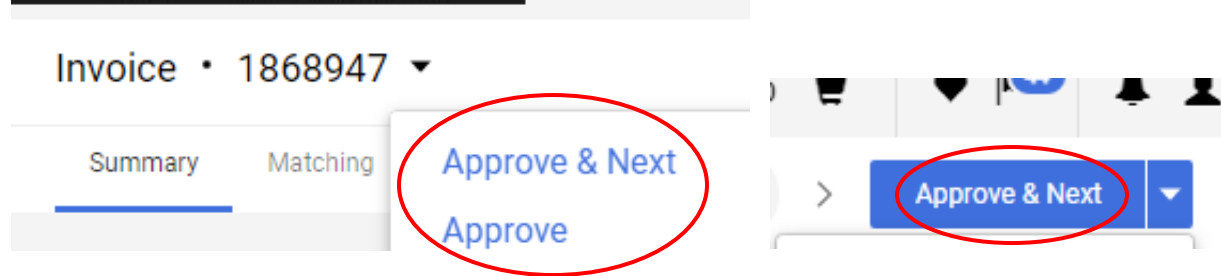 Invoice · 1868947
Summary Matching
Approve & Next
Approve
Approve & Next